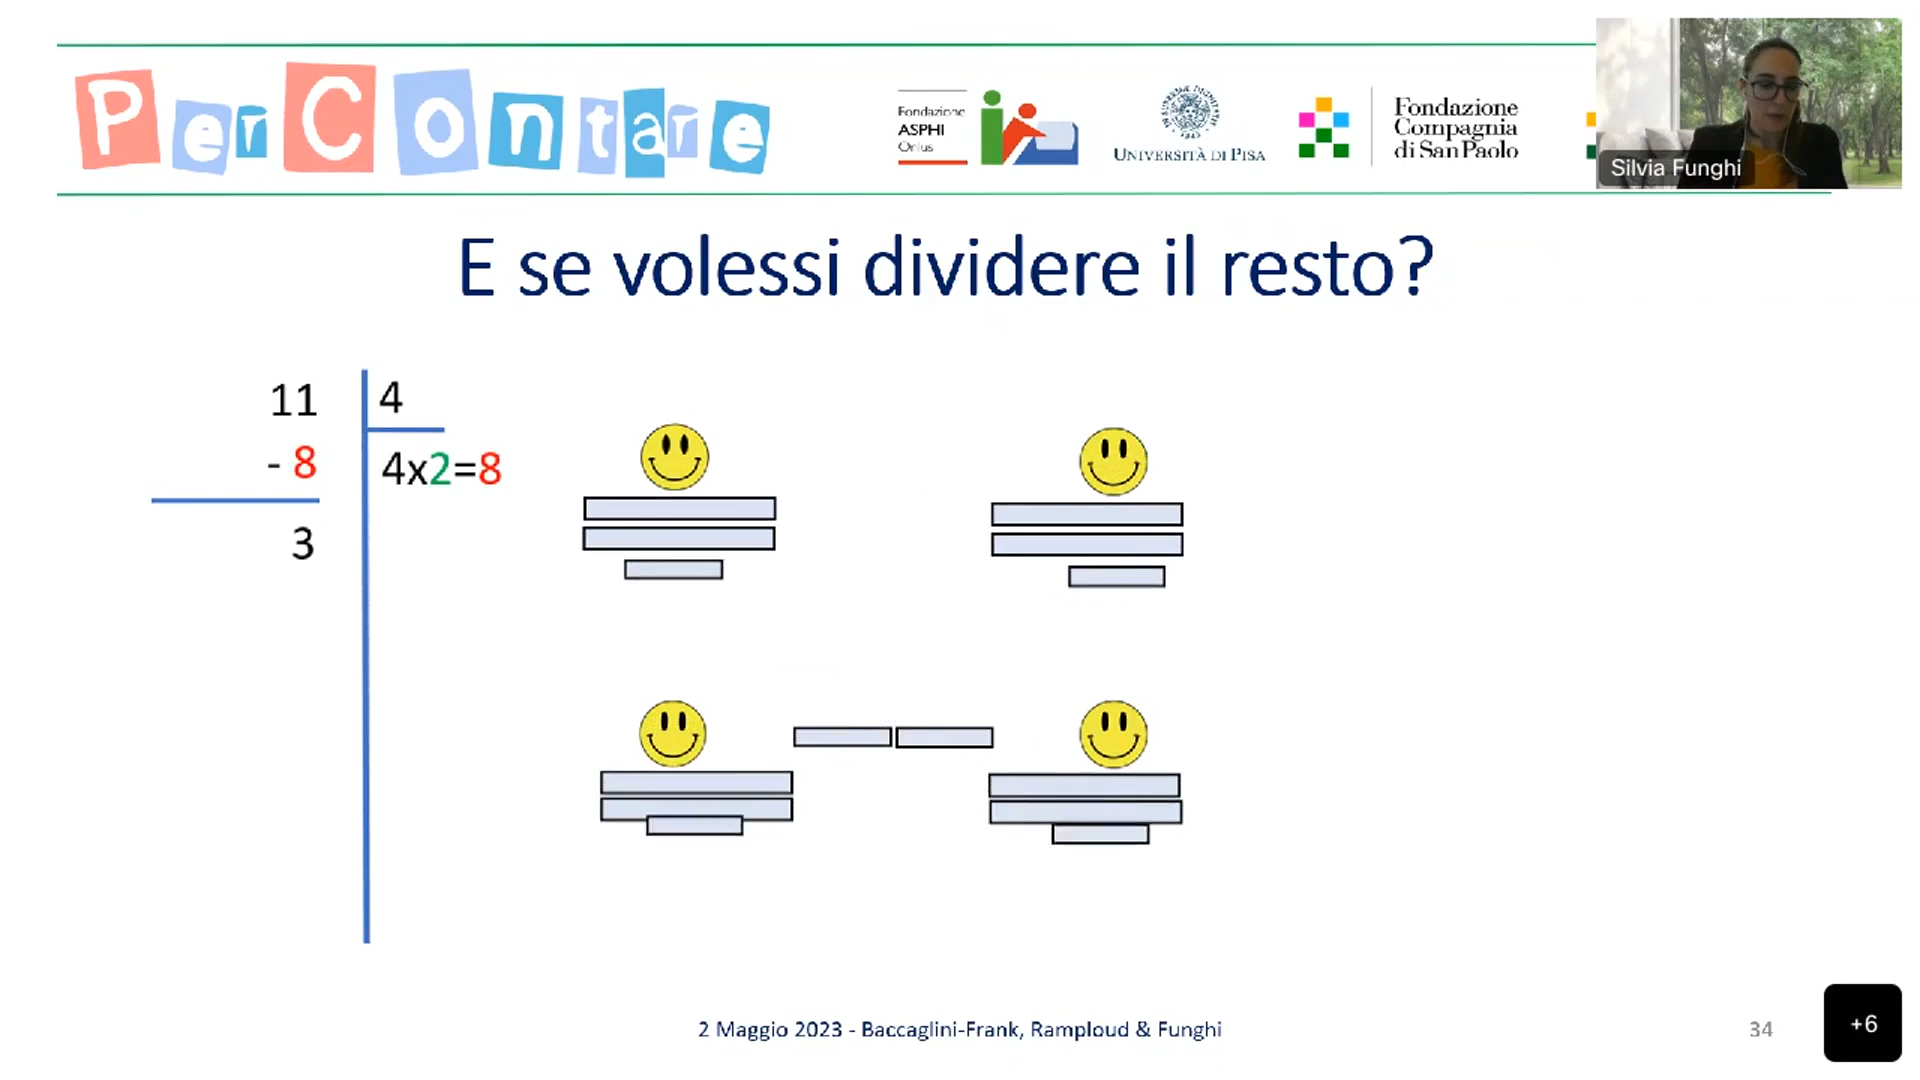 PerContare
Fondazione
ASPHI
Onlus
UNIVERSITÀ DI PISA
Fondazione
Compagnia
di San Paolo
Silvia Funghi
E se volessi dividere il resto?
11 4
- 8 4x2=8
3
2 Maggio 2023 - Baccaglini-Frank, Ramploud & Funghi
34
+6